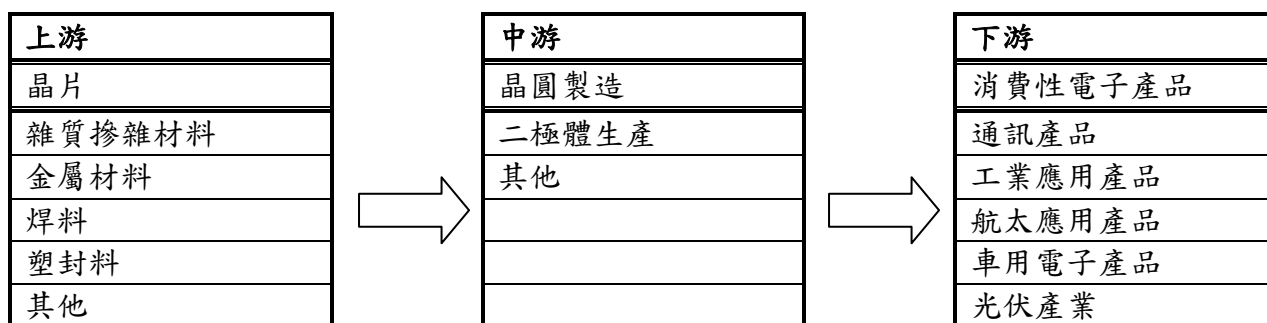 上游
晶片
雜質摻雜材料
金屬材料
焊料
塑封料
其他
中游
晶圓製造
二極體生產
其他
下游
消費性電子產品
通訊產品
工業應用產品
航太應用產品
車用電子產品
光伏產業